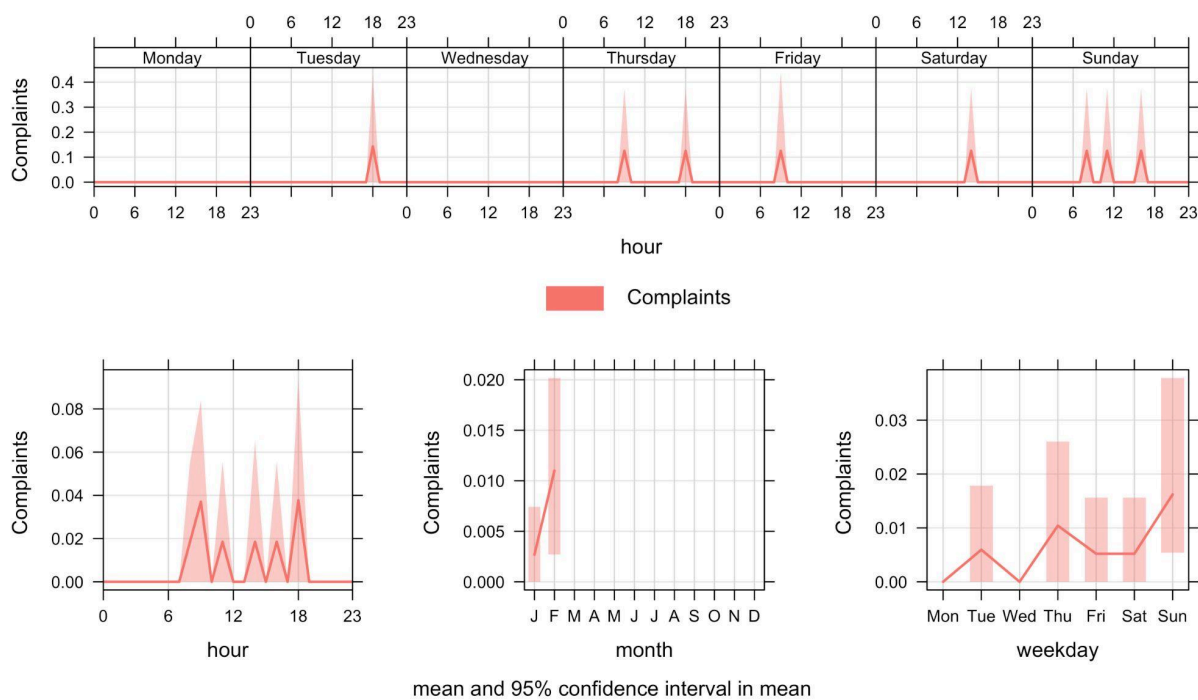 0 6 12 18 23 0 6 12 18 23 0 6 12 18 23
Monday Tuesday Wednesday Thursday Friday Saturday Sunday
Complaints
0.4
0.3
0.2
0.1
0.0
0 6 12 18 23 0 6 12 18 23 0 6 12 18 23 0 6 12 18 23
hour
Complaints
Complaints
0.08
0.06
0.04
0.02
0.00
0 6 12 18 23
hour
Complaints
0.020
0.015
0.010
0.005
0.000
J F M A M J J A S O N D
month
Complaints
0.03
0.02
0.01
0.00
Mon Tue Wed Thu Fri Sat Sun
weekday
mean and 95% confidence interval in mean